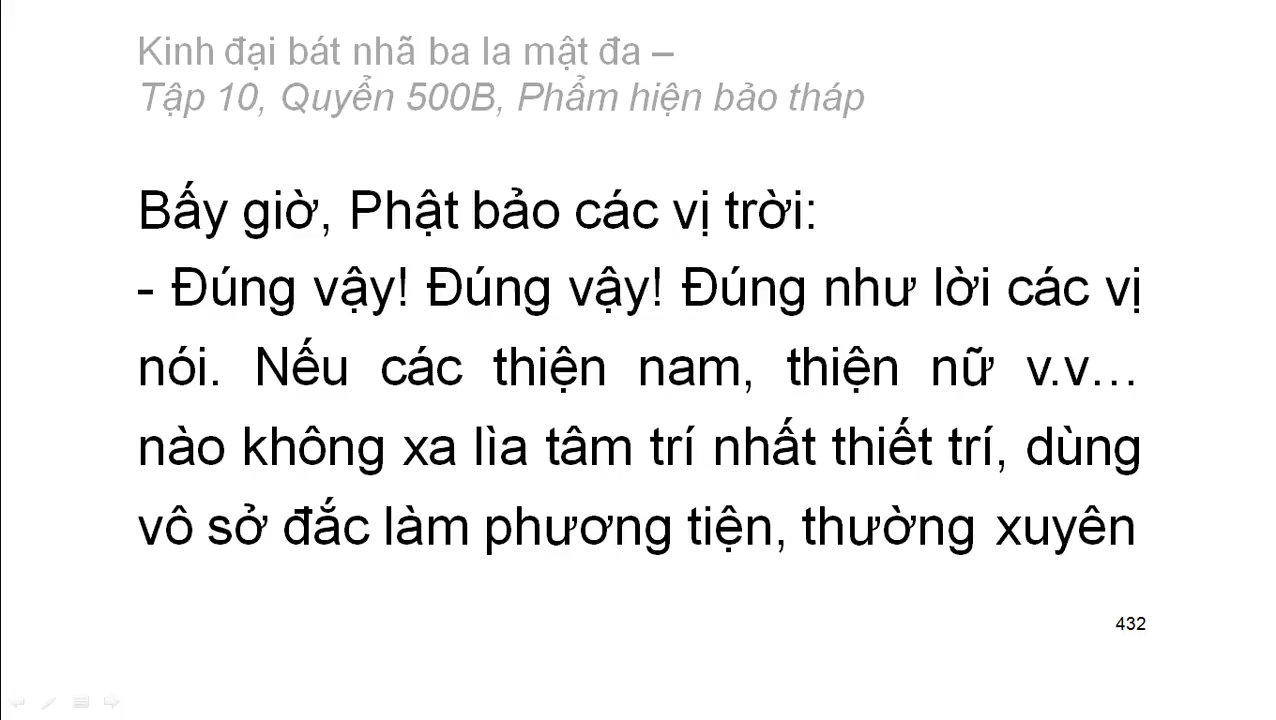 Kinh đại bát nhã ba la mật đa –
Tập 10, Quyển 500B, Phẩm hiện bảo tháp
Bấy giờ, Phật bảo các vị trời:
- Đúng vậy! Đúng vậy! Đúng như lời các vị
nói. Nếu các thiện nam, thiện nữ v.v…
nào không xa lìa tâm trí nhất thiết trí, dùng
vô sở đắc làm phương tiện, thường xuyên
432